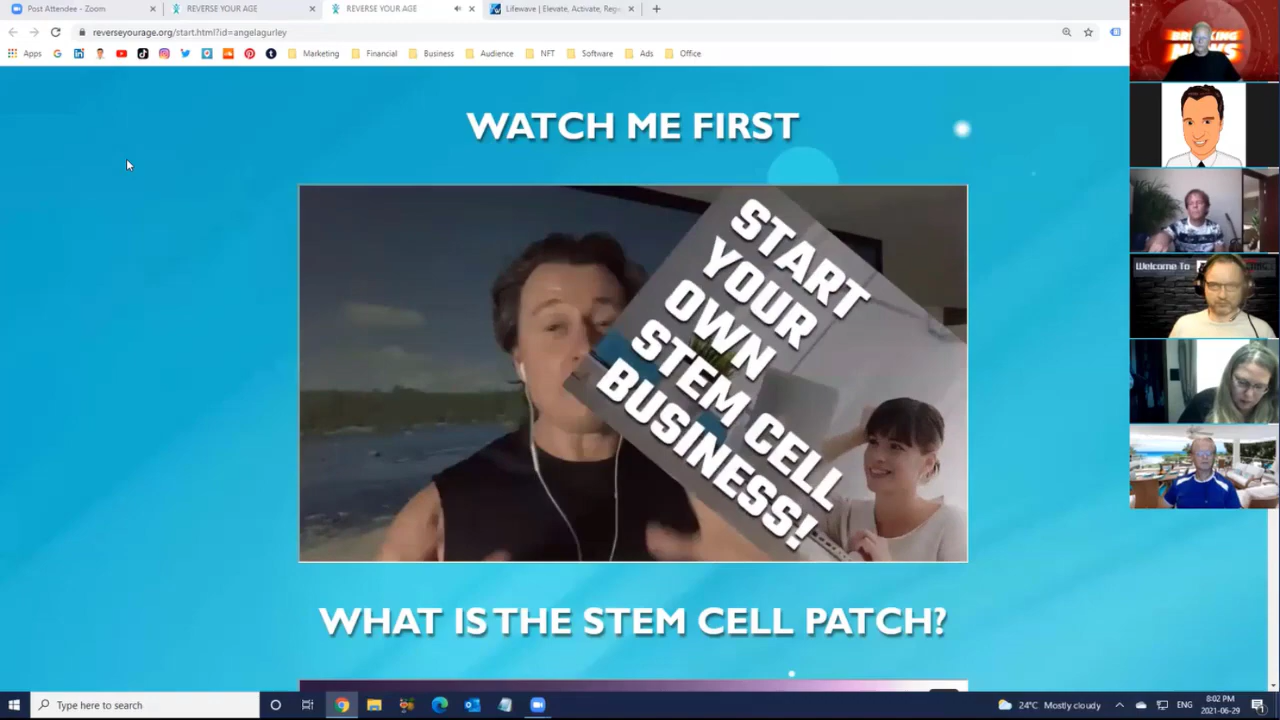 Post Attendee - Zoom
REVERSE YOUR AGE
REVERSE YOUR AGE
Lifewave | Elevate, Activate, Reg
reverseyourage.org/start.html?id=angelagurley
Apps
Marketing
Financial
Business
Audience
NFT
Software
Ads
Office
WATCH ME FIRST
START
YOUR
OWN
STEM CELL
BUSINESS!
WHAT IS THE STEM CELL PATCH?
Welcome To
Type here to search
24°C Mostly cloudy
ENG
8:02 PM
2021-06-29